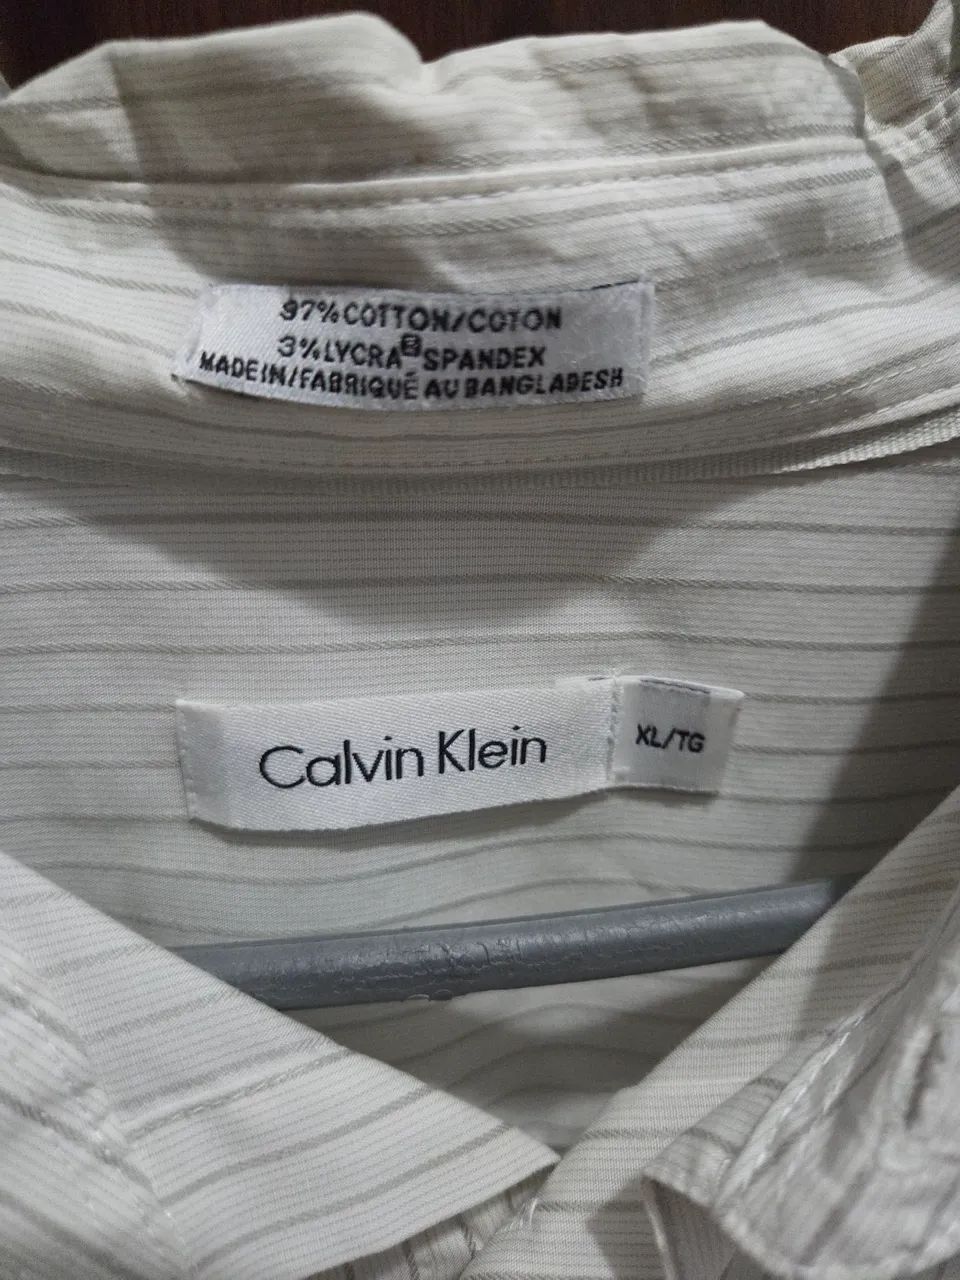 97% COTTON/COTON
3% LYCRA® SPANDEX
MADE IN/FABRIQUÉ AU BANGLADESH
Calvin Klein
XL/TG